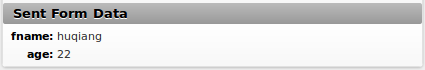 Sent Form Data
fname: huqiang
age: 22